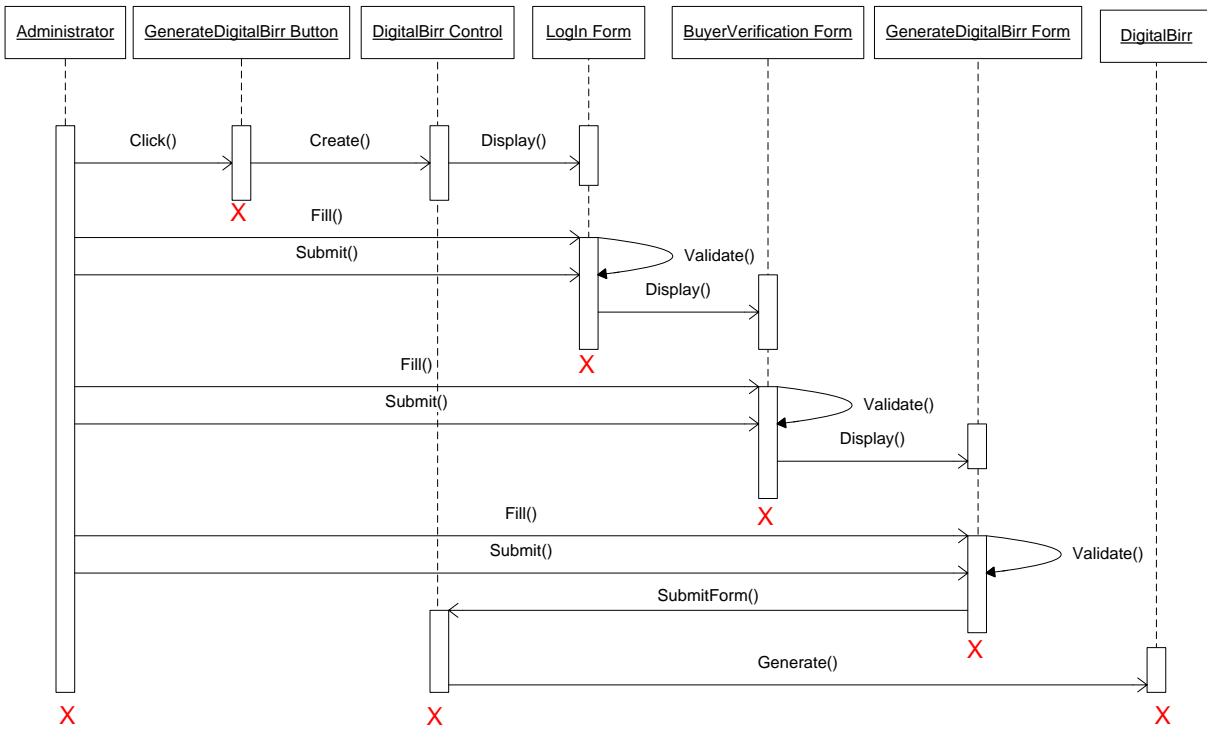 Administrator
GenerateDigitalBirr Button
DigitalBirr Control
LogIn Form
BuyerVerification Form
GenerateDigitalBirr Form
DigitalBirr
Click()
Create()
Display()
X
Fill()
Submit()
Validate()
Display()
X
Fill()
Submit()
Validate()
Display()
X
Fill()
Submit()
Validate()
SubmitForm()
X
Generate()
X
X
X